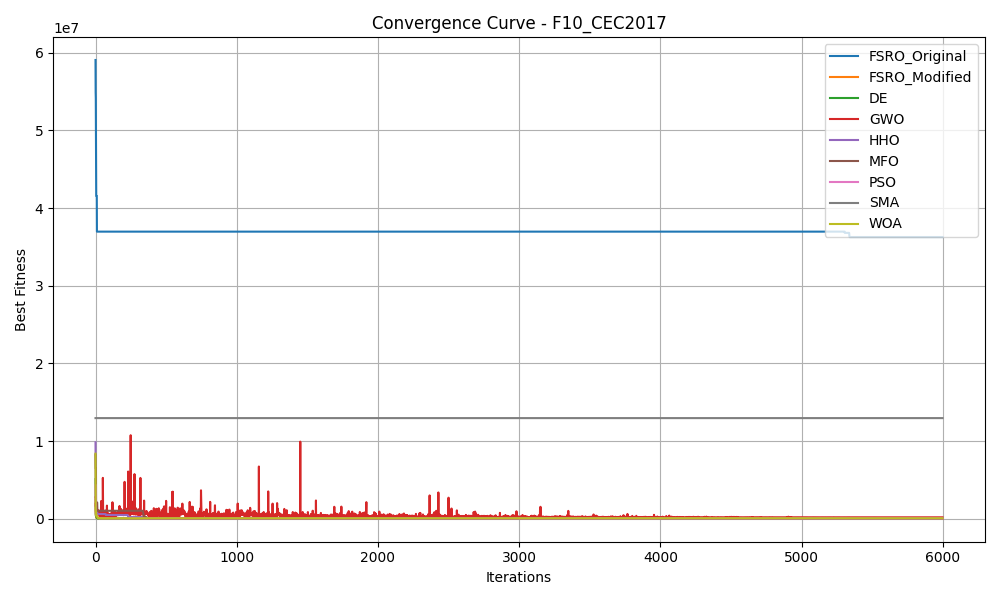 Convergence Curve - F10_CEC2017
1e7
6
5
4
3
2
1
0
Best Fitness
0 1000 2000 3000 4000 5000 6000
Iterations
FSRO_Original
FSRO_Modified
DE
GWO
HHO
MFO
PSO
SMA
WOA